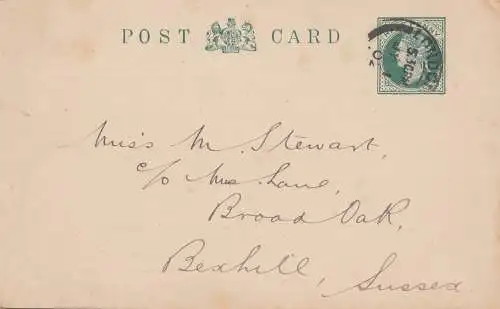 POST CARD
Miss M. Stewart,
c/o Mrs. Lane,
Broad Oak,
Bexhill, Sussex